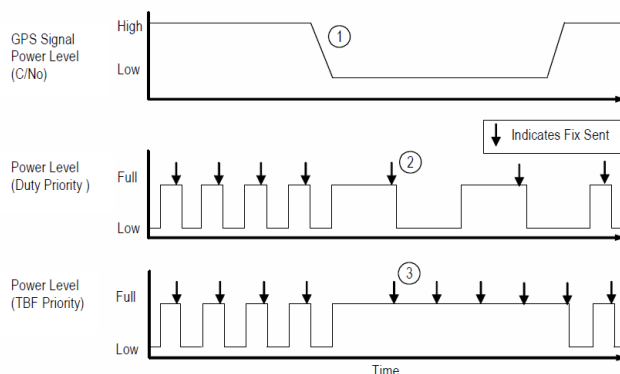 GPS Signal
Power Level
(C/No)
High
Low
1
Indicates Fix Sent
Power Level
(Duty Priority )
Full
Low
2
Power Level
(TBF Priority)
Full
Low
3
Time